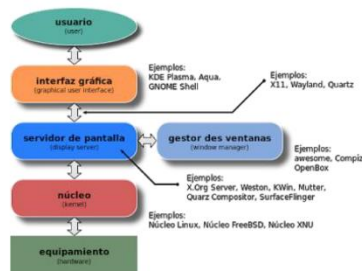 usuario
(user)
Ejemplos:
KDE Plasma, Aqua.
GNOME Shell
interfaz gráfica
(graphical user interface)
Ejemplos:
X11, Wayland, Quartz
servidor de pantalla
(display server)
gestor des ventanas
(window manager)
Ejemplos:
awesome, Compiz
OpenBox
Ejemplos:
X.Org Server, Weston, KWin, Mutter,
Quarz Compositor, SurfaceFlinger
núcleo
(kernel)
Ejemplos:
Núcleo Linux, Núcleo FreeBSD, Núcleo XNU
equipamiento
(hardware)